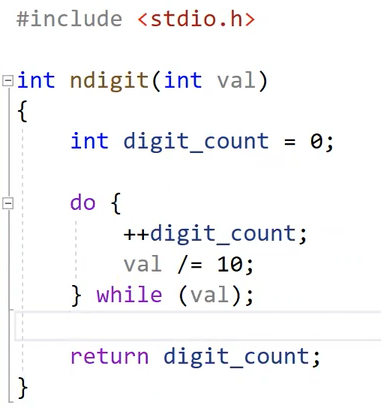 #include <stdio.h>
int ndigit(int val)
{
    int digit_count = 0;
    do {
        ++digit_count;
        val /= 10;
    } while (val);
    return digit_count;
}